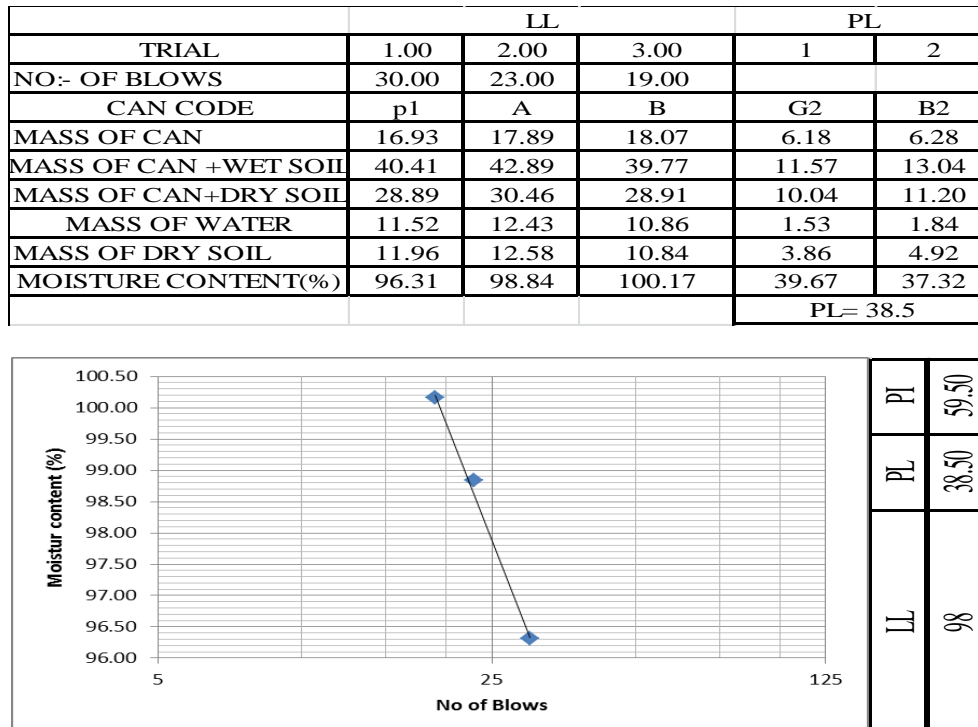 LL PL
TRIAL 1.00 2.00 3.00 1 2
NO:- OF BLOWS 30.00 23.00 19.00
CAN CODE p1 A B G2 B2
MASS OF CAN 16.93 17.89 18.07 6.18 6.28
MASS OF CAN +WET SOIL 40.41 42.89 39.77 11.57 13.04
MASS OF CAN+DRY SOIL 28.89 30.46 28.91 10.04 11.20
MASS OF WATER 11.52 12.43 10.86 1.53 1.84
MASS OF DRY SOIL 11.96 12.58 10.84 3.86 4.92
MOISTURE CONTENT(%) 96.31 98.84 100.17 39.67 37.32
PL= 38.5
100.50
100.00
99.50
99.00
98.50
98.00
97.50
97.00
96.50
96.00
Moistur content (%)
5 25 125
No of Blows
PI 59.50
PL 38.50
LL 98